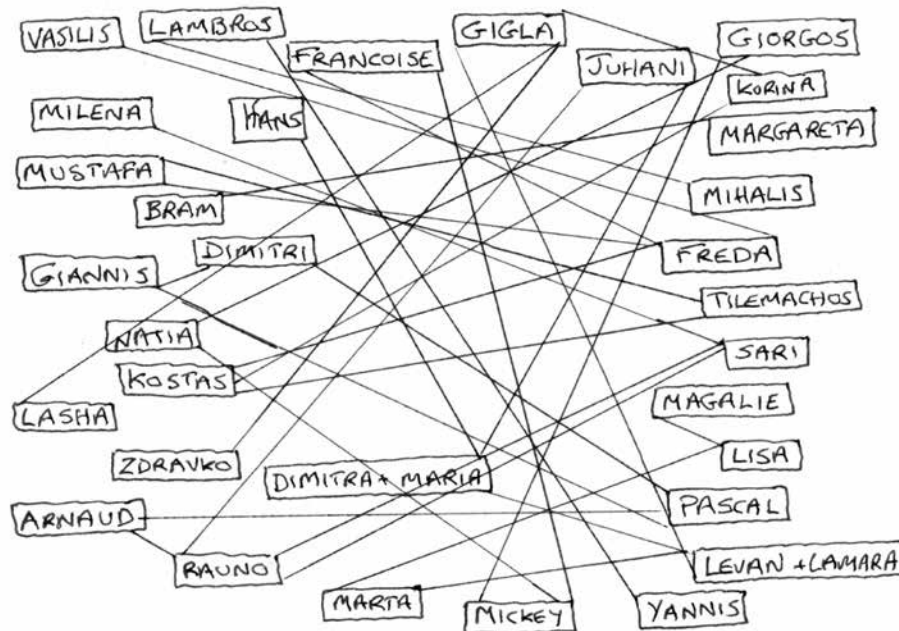 VASILIS
LAMBROS
FRANCOISE
GIGLA
JUHANI
GIORGOS
KORINA
MILENA
HANS
MARGARETA
MUSTAFA
BRAM
MIHALIS
DIMITRI
FREDA
GIANNIS
TILEMACHOS
NATIA
SARI
KOSTAS
MAGALIE
LASHA
LISA
ZDRAVKO
DIMITRA + MARIA
PASCAL
ARNAUD
RAUNO
LEVAN + LAMARA
MARTA
MICKEY
YANNIS